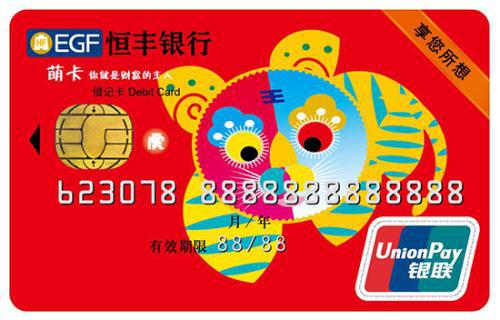 EGF 恒丰银行
享您所想
萌卡 你就是财富的主人
借记卡 Debit Card
虎
王
623078 8888888888888
月/年
有效期限 88/88
UnionPay
银联